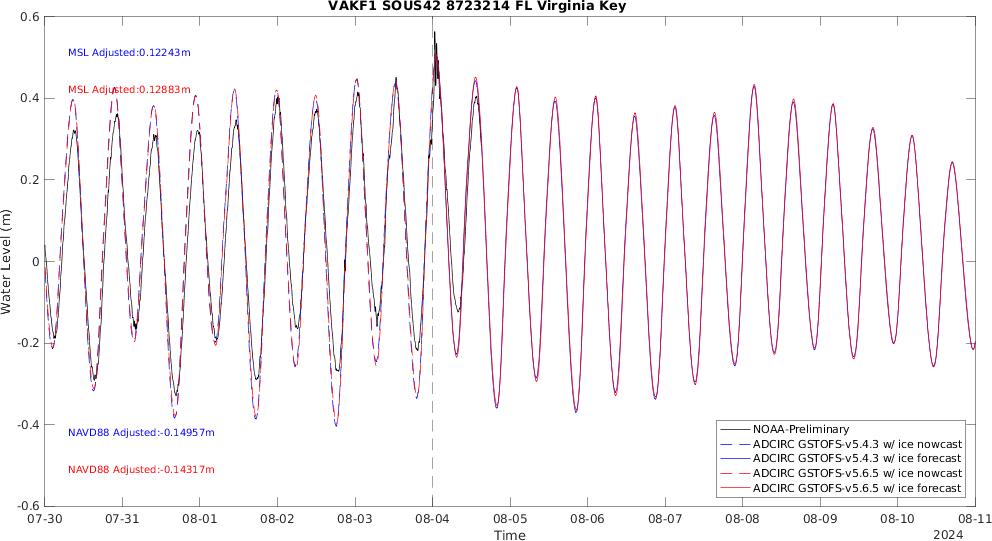 VAKF1 SOUS42 8723214 FL Virginia Key
0.6
0.4
0.2
0
-0.2
-0.4
-0.6
Water Level (m)
MSL Adjusted:0.12243m
MSL Adjusted:0.12883m
NAVD88 Adjusted:-0.14957m
NAVD88 Adjusted:-0.14317m
NOAA-Preliminary
ADCIRC GSTOFS-v5.4.3 w/ ice nowcast
ADCIRC GSTOFS-v5.4.3 w/ ice forecast
ADCIRC GSTOFS-v5.6.5 w/ ice nowcast
ADCIRC GSTOFS-v5.6.5 w/ ice forecast
07-30 07-31 08-01 08-02 08-03 08-04 08-05 08-06 08-07 08-08 08-09 08-10 08-11
Time
2024